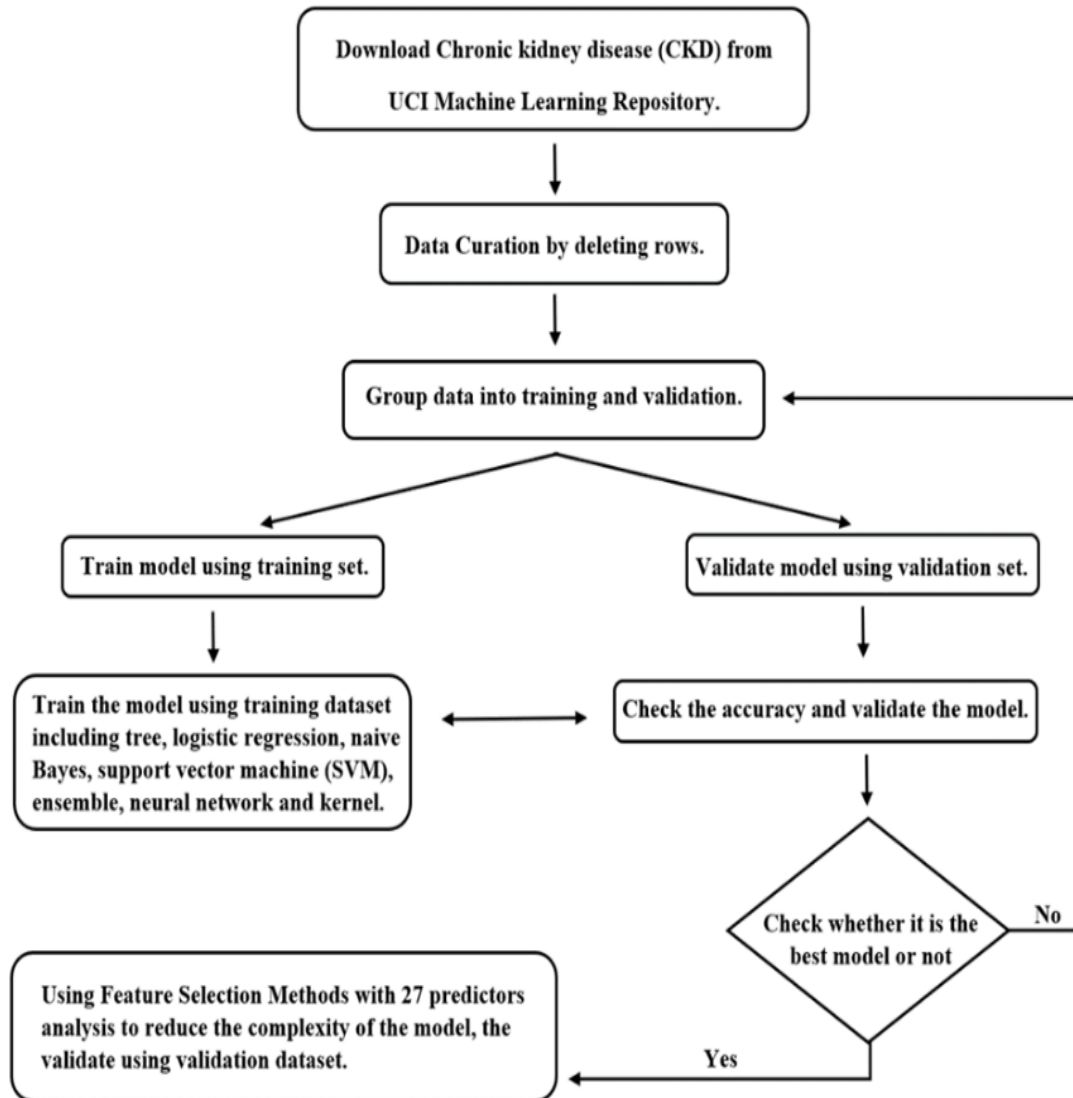 Download Chronic kidney disease (CKD) from
UCI Machine Learning Repository.
Data Curation by deleting rows.
Group data into training and validation.
Train model using training set.
Validate model using validation set.
Train the model using training dataset
including tree, logistic regression, naive
Bayes, support vector machine (SVM),
ensemble, neural network and kernel.
Check the accuracy and validate the model.
Check whether it is the
best model or not
No
Yes
Using Feature Selection Methods with 27 predictors
analysis to reduce the complexity of the model, the
validate using validation dataset.